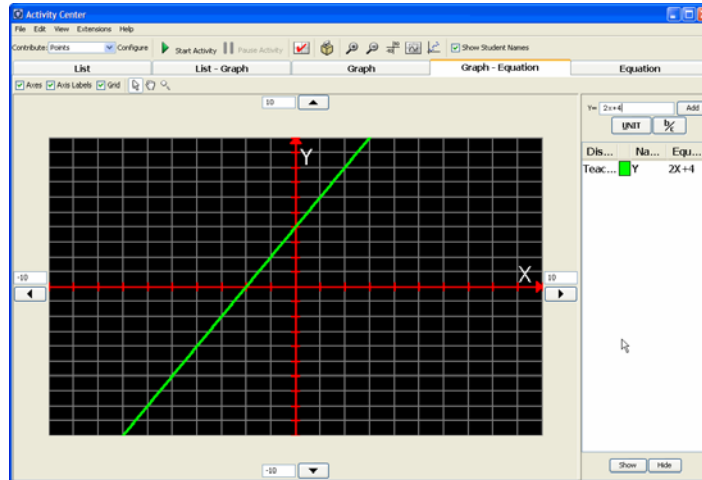 Activity Center
File Edit View Extensions Help
Contribute: Points Configure Start Activity Pause Activity Show Student Names
List List - Graph Graph Graph - Equation Equation
Axes Axis Labels Grid
10
Y= 2x+4 Add
UNIT b/c
Dis... Na... Equ...
Teac... Y 2X+4
Y
-10 X 10
-10
Show Hide